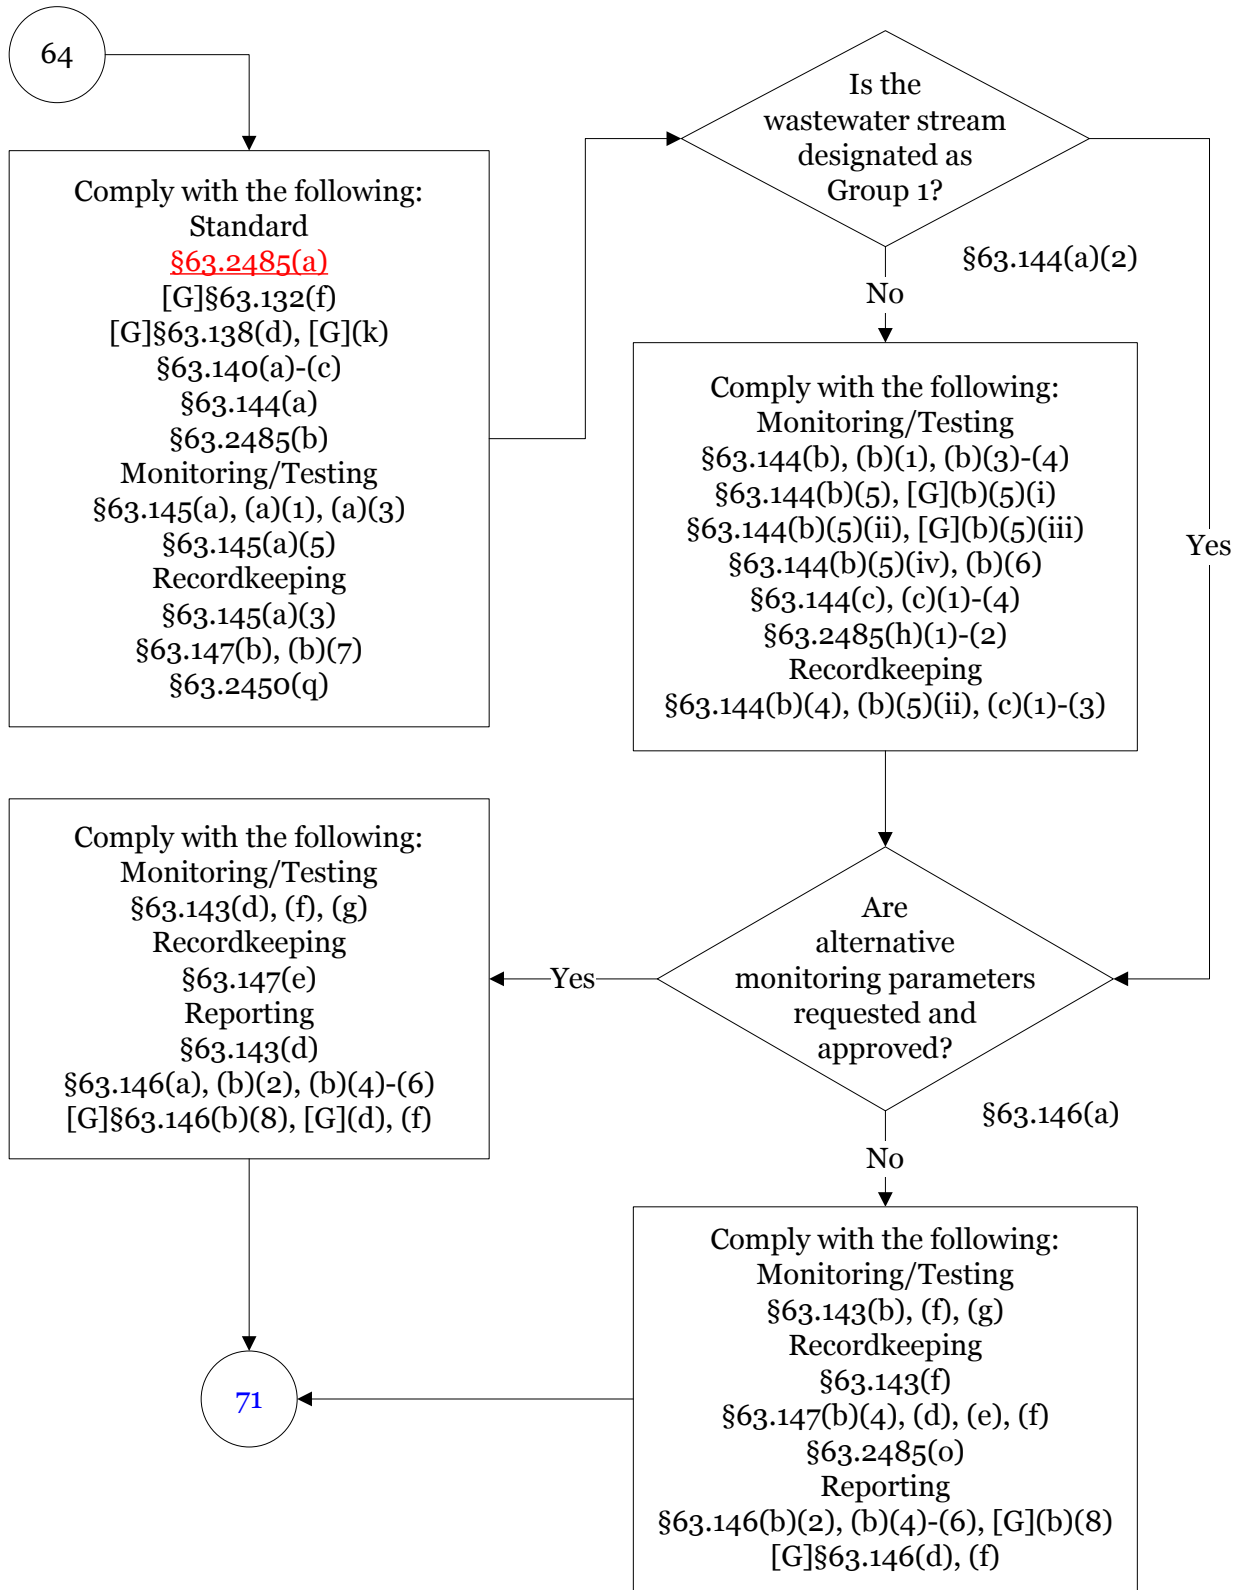 64
Comply with the following:
Standard
§63.2485(a)
[G]§63.132(f)
[G]§63.138(d), [G](k)
§63.140(a)-(c)
§63.144(a)
§63.2485(b)
Monitoring/Testing
§63.145(a), (a)(1), (a)(3)
§63.145(a)(5)
Recordkeeping
§63.145(a)(3)
§63.147(b), (b)(7)
§63.2450(q)
Is the
wastewater stream
designated as
Group 1?
§63.144(a)(2)
No
Yes
Comply with the following:
Monitoring/Testing
§63.144(b), (b)(1), (b)(3)-(4)
§63.144(b)(5), [G](b)(5)(i)
§63.144(b)(5)(ii), [G](b)(5)(iii)
§63.144(b)(5)(iv), (b)(6)
§63.144(c), (c)(1)-(4)
§63.2485(h)(1)-(2)
Recordkeeping
§63.144(b)(4), (b)(5)(ii), (c)(1)-(3)
Are
alternative
monitoring parameters
requested and
approved?
§63.146(a)
Yes
No
Comply with the following:
Monitoring/Testing
§63.143(d), (f), (g)
Recordkeeping
§63.147(e)
Reporting
§63.143(d)
§63.146(a), (b)(2), (b)(4)-(6)
[G]§63.146(b)(8), [G](d), (f)
Comply with the following:
Monitoring/Testing
§63.143(b), (f), (g)
Recordkeeping
§63.143(f)
§63.147(b)(4), (d), (e), (f)
§63.2485(o)
Reporting
§63.146(b)(2), (b)(4)-(6), [G](b)(8)
[G]§63.146(d), (f)
71